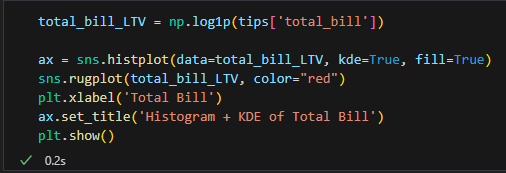 total_bill_LTV = np.log1p(tips['total_bill'])
ax = sns.histplot(data=total_bill_LTV, kde=True, fill=True)
sns.rugplot(total_bill_LTV, color="red")
plt.xlabel('Total Bill')
ax.set_title('Histogram + KDE of Total Bill')
plt.show()
0.2s